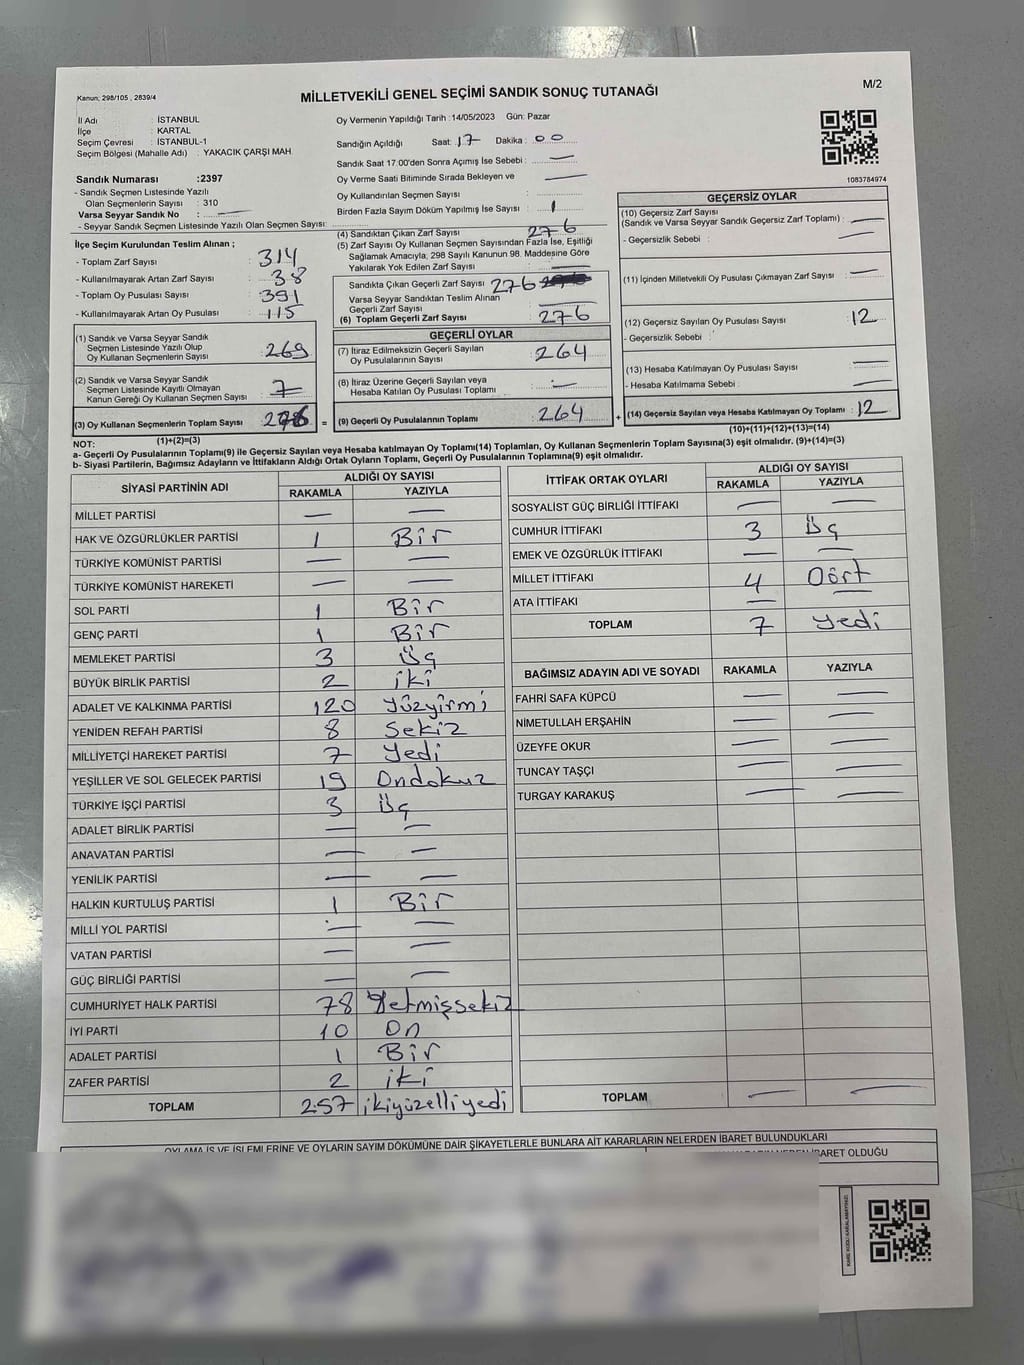 Kanun; 298/105 , 2839/4
MİLLETVEKİLİ GENEL SEÇİMİ SANDIK SONUÇ TUTANAĞI
M/2
İl Adı : İSTANBUL
İlçe : KARTAL
Seçim Çevresi : İSTANBUL-1
Seçim Bölgesi (Mahalle Adı) : YAKACIK ÇARŞI MAH
Sandık Numarası :2397
- Sandık Seçmen Listesinde Yazılı
Olan Seçmenlerin Sayısı : 310
Varsa Seyyar Sandık No : —
- Seyyar Sandık Seçmen Listesinde Yazılı Olan Seçmen Sayısı:
Oy Vermenin Yapıldığı Tarih :14/05/2023 Gün: Pazar
Sandığın Açıldığı Saat: 17 Dakika : 00
Sandık Saat 17:00'den Sonra Açımış İse Sebebi : —
Oy Verme Saati Bitiminde Sırada Bekleyen ve —
Oy Kullandırılan Seçmen Sayısı
Birden Fazla Sayım Döküm Yapılmış İse Sayısı : 1
1083784974
İlçe Seçim Kurulundan Teslim Alınan ;
- Toplam Zarf Sayısı : 314
- Kullanılmayarak Artan Zarf Sayısı : 38
- Toplam Oy Pusulası Sayısı : 391
- Kullanılmayarak Artan Oy Pusulası : 115
(1) Sandık ve Varsa Seyyar Sandık
Seçmen Listesinde Yazılı Olup
Oy Kullanan Seçmenlerin Sayısı : 269
(2) Sandık ve Varsa Seyyar Sandık
Seçmen Listesinde Kayıtlı Olmayan
Kanun Gereği Oy Kullanan Seçmen Sayısı : 7
(3) Oy Kullanan Seçmenlerin Toplam Sayısı : 276 =
(1)+(2)=(3)
(4) Sandıktan Çıkan Zarf Sayısı : 276
(5) Zarf Sayısı Oy Kullanan Seçmen Sayısından Fazla İse, Eşitliği
Sağlamak Amacıyla; 298 Sayılı Kanunun 98. Maddesine Göre
Yakılarak Yok Edilen Zarf Sayısı : —
Sandıkta Çıkan Geçerli Zarf Sayısı : 276
Varsa Seyyar Sandıktan Teslim Alınan
Geçerli Zarf Sayısı —
(6) Toplam Geçerli Zarf Sayısı : 276
GEÇERLİ OYLAR
(7) İtiraz Edilmeksizin Geçerli Sayılan
Oy Pusulalarının Sayısı : 264
(8) İtiraz Üzerine Geçerli Sayılan veya
Hesaba Katılan Oy Pusulası Toplamı : —
(9) Geçerli Oy Pusulalarının Toplamı : 264 +
GEÇERSİZ OYLAR
(10) Geçersiz Zarf Sayısı
(Sandık ve Varsa Seyyar Sandık Geçersiz Zarf Toplamı) : —
- Geçersizlik Sebebi : —
(11) İçinden Milletvekili Oy Pusulası Çıkmayan Zarf Sayısı : —
(12) Geçersiz Sayılan Oy Pusulası Sayısı : 12
- Geçersizlik Sebebi :
(13) Hesaba Katılmayan Oy Pusulası Sayısı :
- Hesaba Katılmama Sebebi : —
(14) Geçersiz Sayılan veya Hesaba Katılmayan Oy Toplamı : 12
(10)+(11)+(12)+(13)=(14)
NOT:
a- Geçerli Oy Pusulalarının Toplamı(9) ile Geçersiz Sayılan veya Hesaba katılmayan Oy Toplamı(14) Toplamları, Oy Kullanan Seçmenlerin Toplam Sayısına(3) eşit olmalıdır. (9)+(14)=(3)
b- Siyasi Partilerin, Bağımsız Adayların ve İttifakların Aldığı Ortak Oyların Toplamı, Geçerli Oy Pusulalarının Toplamına(9) eşit olmalıdır.
SİYASİ PARTİNİN ADI ALDIĞI OY SAYISI
RAKAMLA YAZIYLA
MİLLET PARTİSİ — —
HAK VE ÖZGÜRLÜKLER PARTİSİ 1 Bir
TÜRKİYE KOMÜNİST PARTİSİ — —
TÜRKİYE KOMÜNİST HAREKETİ — —
SOL PARTİ 1 Bir
GENÇ PARTİ 1 Bir
MEMLEKET PARTİSİ 3 üç
BÜYÜK BİRLİK PARTİSİ 2 iki
ADALET VE KALKINMA PARTİSİ 120 Yüzyirmi
YENİDEN REFAH PARTİSİ 8 Sekiz
MİLLİYETÇİ HAREKET PARTİSİ 7 Yedi
YEŞİLLER VE SOL GELECEK PARTİSİ 19 Ondokuz
TÜRKİYE İŞÇİ PARTİSİ 3 üç
ADALET BİRLİK PARTİSİ — —
ANAVATAN PARTİSİ — —
YENİLİK PARTİSİ — —
HALKIN KURTULUŞ PARTİSİ 1 Bir
MİLLİ YOL PARTİSİ — —
VATAN PARTİSİ — —
GÜÇ BİRLİĞİ PARTİSİ — —
CUMHURİYET HALK PARTİSİ 78 Yetmişsekiz
İYİ PARTİ 10 On
ADALET PARTİSİ 1 Bir
ZAFER PARTİSİ 2 iki
TOPLAM 257 ikiyüzelliyedi
İTTİFAK ORTAK OYLARI ALDIĞI OY SAYISI
RAKAMLA YAZIYLA
SOSYALİST GÜÇ BİRLİĞİ İTTİFAKI — —
CUMHUR İTTİFAKI 3 üç
EMEK VE ÖZGÜRLÜK İTTİFAKI — —
MİLLET İTTİFAKI 4 Dört
ATA İTTİFAKI — —
TOPLAM 7 Yedi
BAĞIMSIZ ADAYIN ADI VE SOYADI RAKAMLA YAZIYLA
FAHRİ SAFA KÜPCÜ — —
NİMETULLAH ERŞAHİN — —
ÜZEYFE OKUR — —
TUNCAY TAŞÇI — —
TURGAY KARAKUŞ — —
TOPLAM — —
OYLAMA İŞ VE İŞLEMLERİNE VE OYLARIN SAYIM DÖKÜMÜNE DAİR ŞİKAYETLERLE BUNLARA AİT KARARLARIN NELERDEN İBARET BULUNDUKLARI
İBARET OLDUĞU